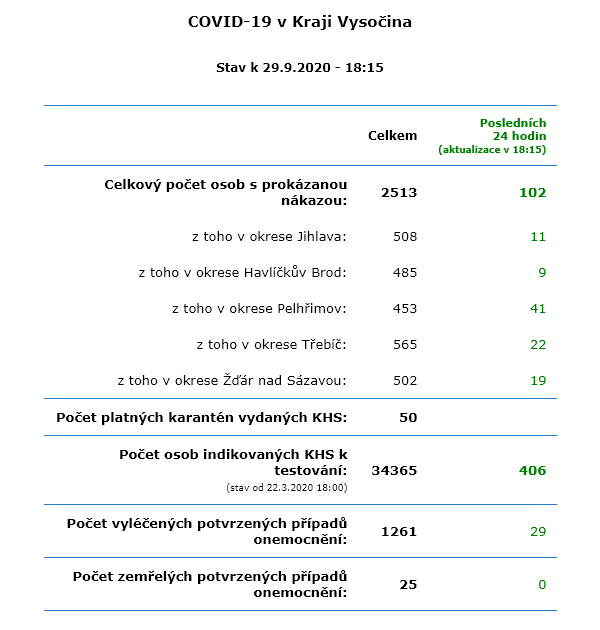 COVID-19 v Kraji Vysočina
Stav k 29.9.2020 - 18:15
Posledních
Celkem 24 hodin
(aktualizace v 18:15)
Celkový počet osob s prokázanou
nákazou: 2513 102
z toho v okrese Jihlava: 508 11
z toho v okrese Havlíčkův Brod: 485 9
z toho v okrese Pelhřimov: 453 41
z toho v okrese Třebíč: 565 22
z toho v okrese Žďár nad Sázavou: 502 19
Počet platných karantén vydaných KHS: 50
Počet osob indikovaných KHS k
testování: 34365 406
(stav od 22.3.2020 18:00)
Počet vyléčených potvrzených případů
onemocnění: 1261 29
Počet zemřelých potvrzených případů
onemocnění: 25 0